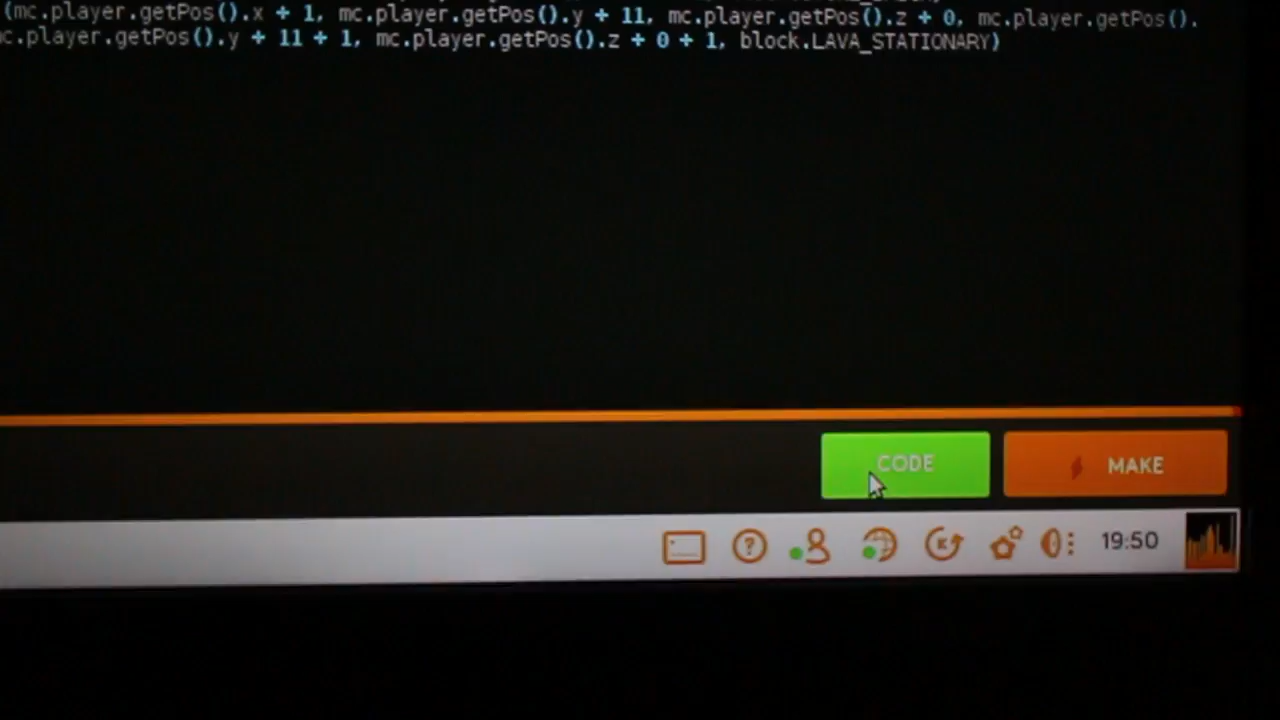 (mc.player.getPos().x + 1, mc.player.getPos().y + 11, mc.player.getPos().z + 0, mc.player.getPos().
c.player.getPos().y + 11 + 1, mc.player.getPos().z + 0 + 1, block.LAVA_STATIONARY)
CODE
MAKE
19:50